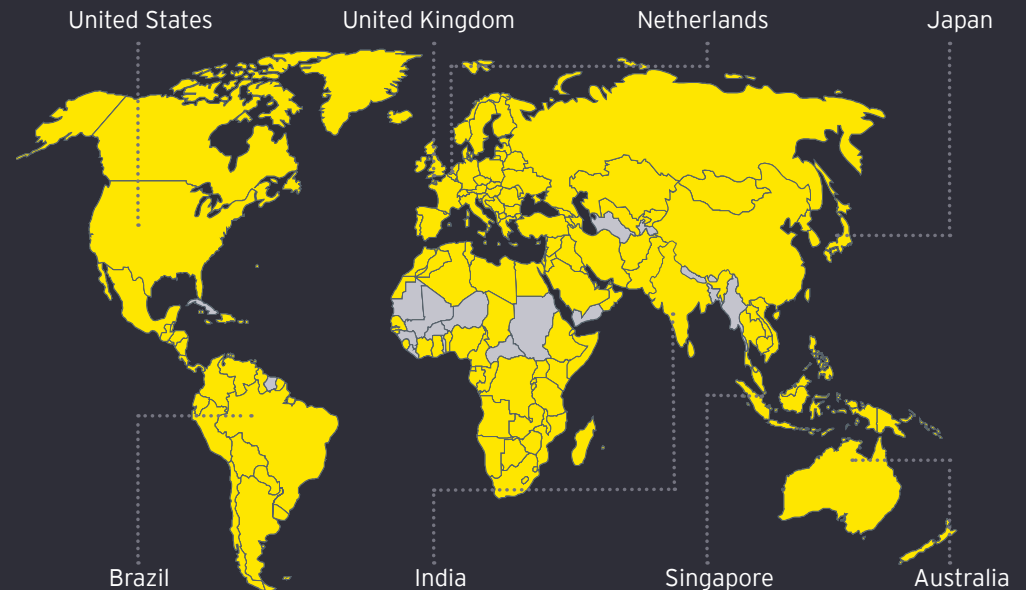 United States
United Kingdom
Netherlands
Japan
Brazil
India
Singapore
Australia